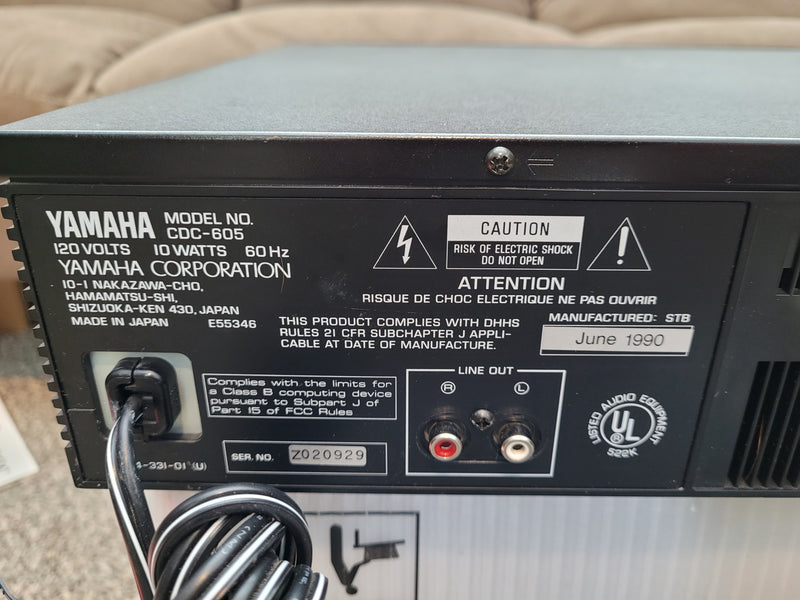 YAMAHA MODEL NO.
CDC-605
120 VOLTS 10 WATTS 60 Hz
YAMAHA CORPORATION
10-1 NAKAZAWA-CHO,
HAMAMATSU-SHI,
SHIZUOKA-KEN 430, JAPAN
MADE IN JAPAN E55346
CAUTION
RISK OF ELECTRIC SHOCK
DO NOT OPEN
ATTENTION
RISQUE DE CHOC ELECTRIQUE NE PAS OUVRIR
THIS PRODUCT COMPLIES WITH DHHS
RULES 21 CFR SUBCHAPTER J APPLI-
CABLE AT DATE OF MANUFACTURE.
MANUFACTURED: STB
June 1990
Complies with the limits for
a Class B computing device
pursuant to Subpart J of
Part 15 of FCC Rules
LINE OUT
R L
LISTED AUDIO EQUIPMENT
UL
®
522K
SER. NO. Z020929
-331-01 (U)